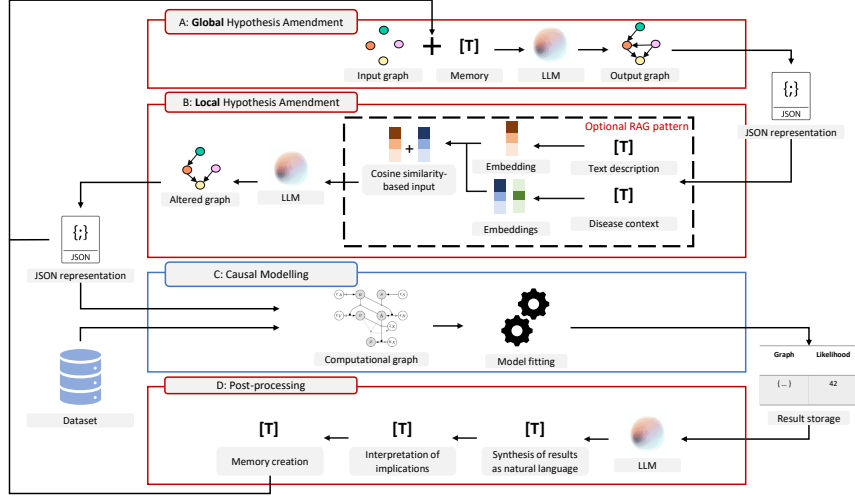 A: Global Hypothesis Amendment
[T]
Input graph
Memory
LLM
Output graph
{;}
JSON
JSON representation
B: Local Hypothesis Amendment
Optional RAG pattern
[T]
Embedding
Text description
Cosine similarity-
based input
[T]
Embeddings
Disease context
LLM
Altered graph
{;}
JSON
JSON representation
C: Causal Modelling
Computational graph
Model fitting
Dataset
Graph
Likelihood
{ ... }
42
Result storage
D: Post-processing
[T]
[T]
[T]
Memory creation
Interpretation of
implications
Synthesis of results
as natural language
LLM